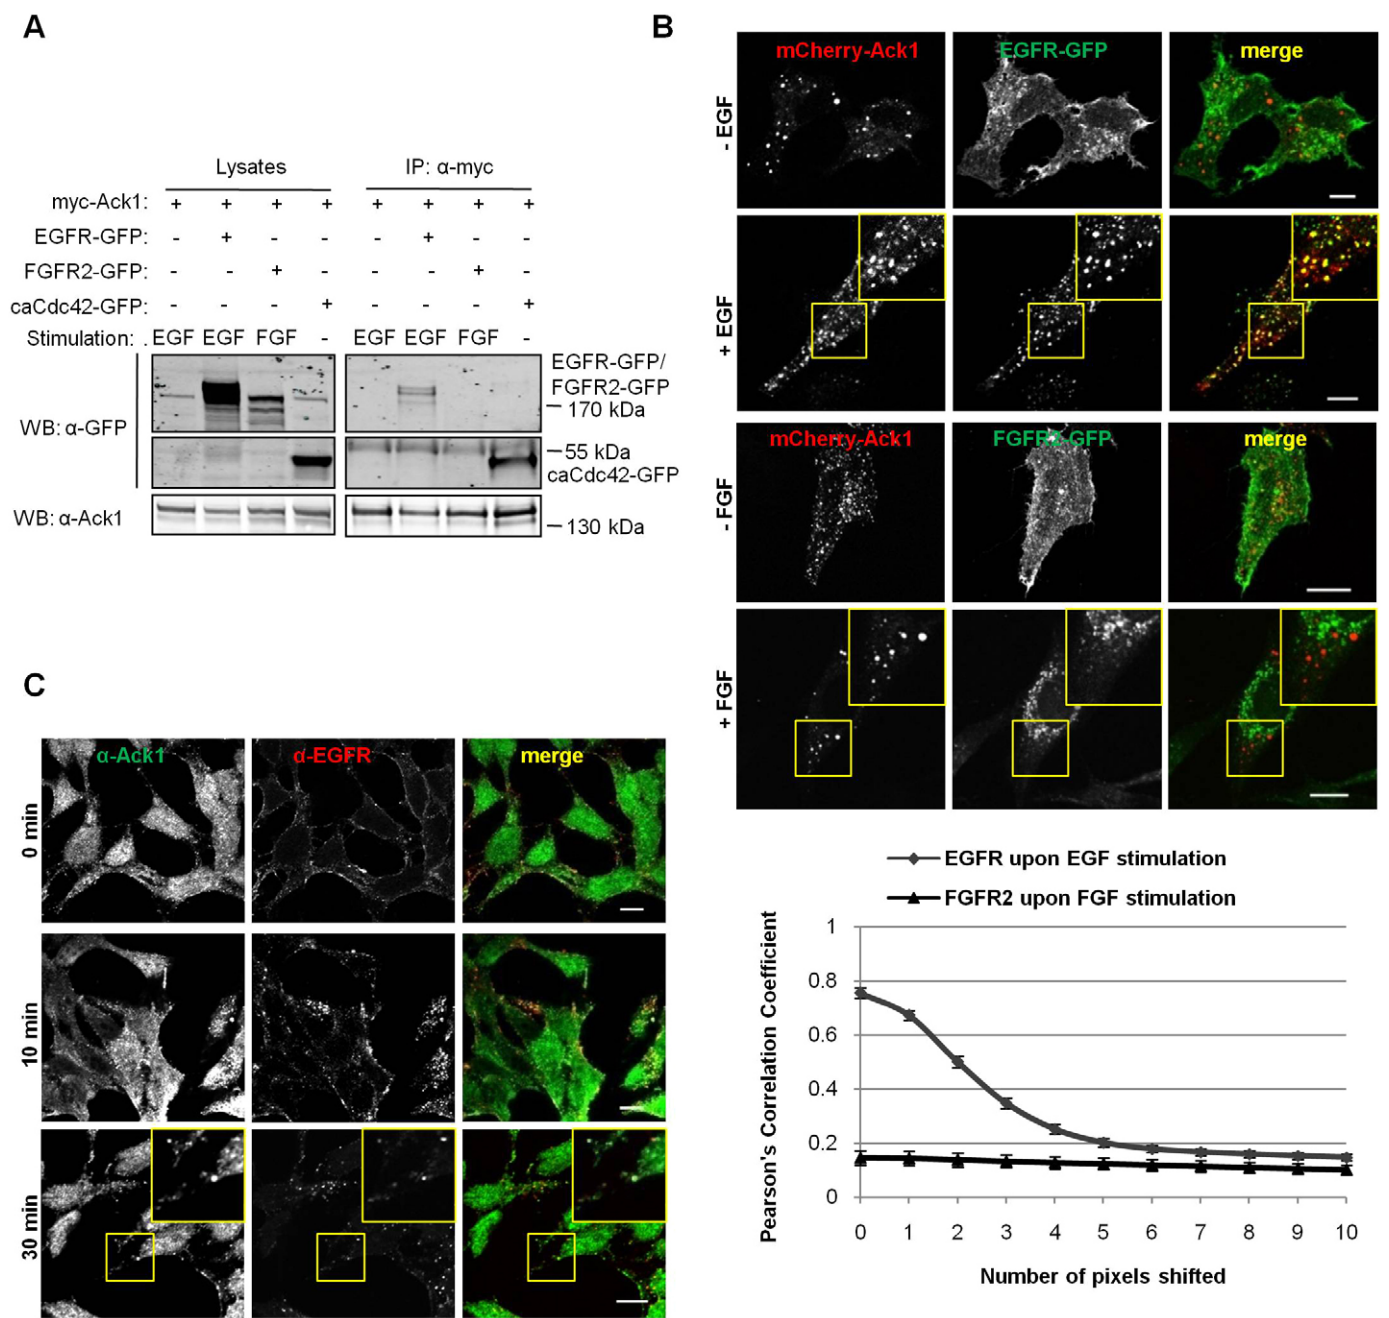 A
Lysates
IP: α-myc
myc-Ack1: + + + + + + + +
EGFR-GFP: - + - - - + - -
FGFR2-GFP: - - + - - - + -
caCdc42-GFP: - - - + - - - +
Stimulation: EGF EGF FGF - EGF EGF FGF -
WB: α-GFP
EGFR-GFP/
FGFR2-GFP
170 kDa
55 kDa
caCdc42-GFP
WB: α-Ack1
130 kDa
B
mCherry-Ack1 EGFR-GFP merge
- EGF
+ EGF
mCherry-Ack1 FGFR2-GFP merge
- FGF
+ FGF
EGFR upon EGF stimulation
FGFR2 upon FGF stimulation
Pearson's Correlation Coefficient
1
0.8
0.6
0.4
0.2
0
0 1 2 3 4 5 6 7 8 9 10
Number of pixels shifted
C
α-Ack1 α-EGFR merge
0 min
10 min
30 min